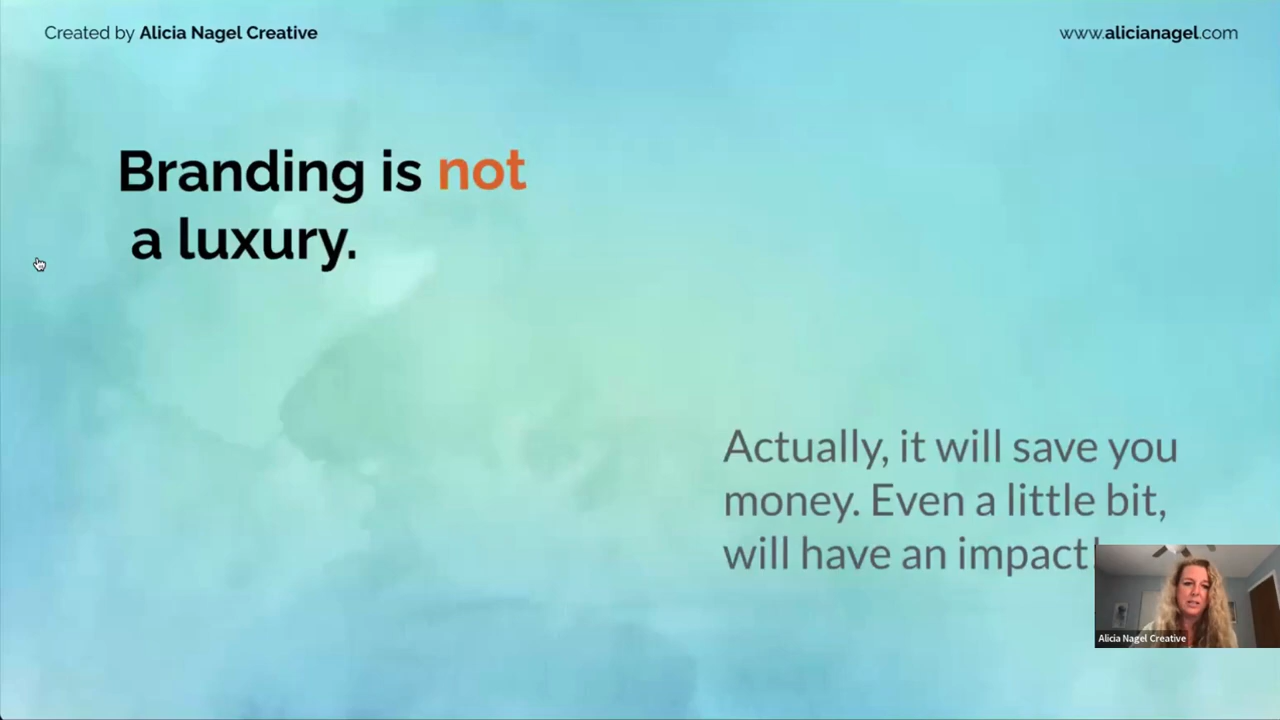 Created by Alicia Nagel Creative
www.alicianagel.com
Branding is not
a luxury.
Actually, it will save you
money. Even a little bit,
will have an impact!
Alicia Nagel Creative